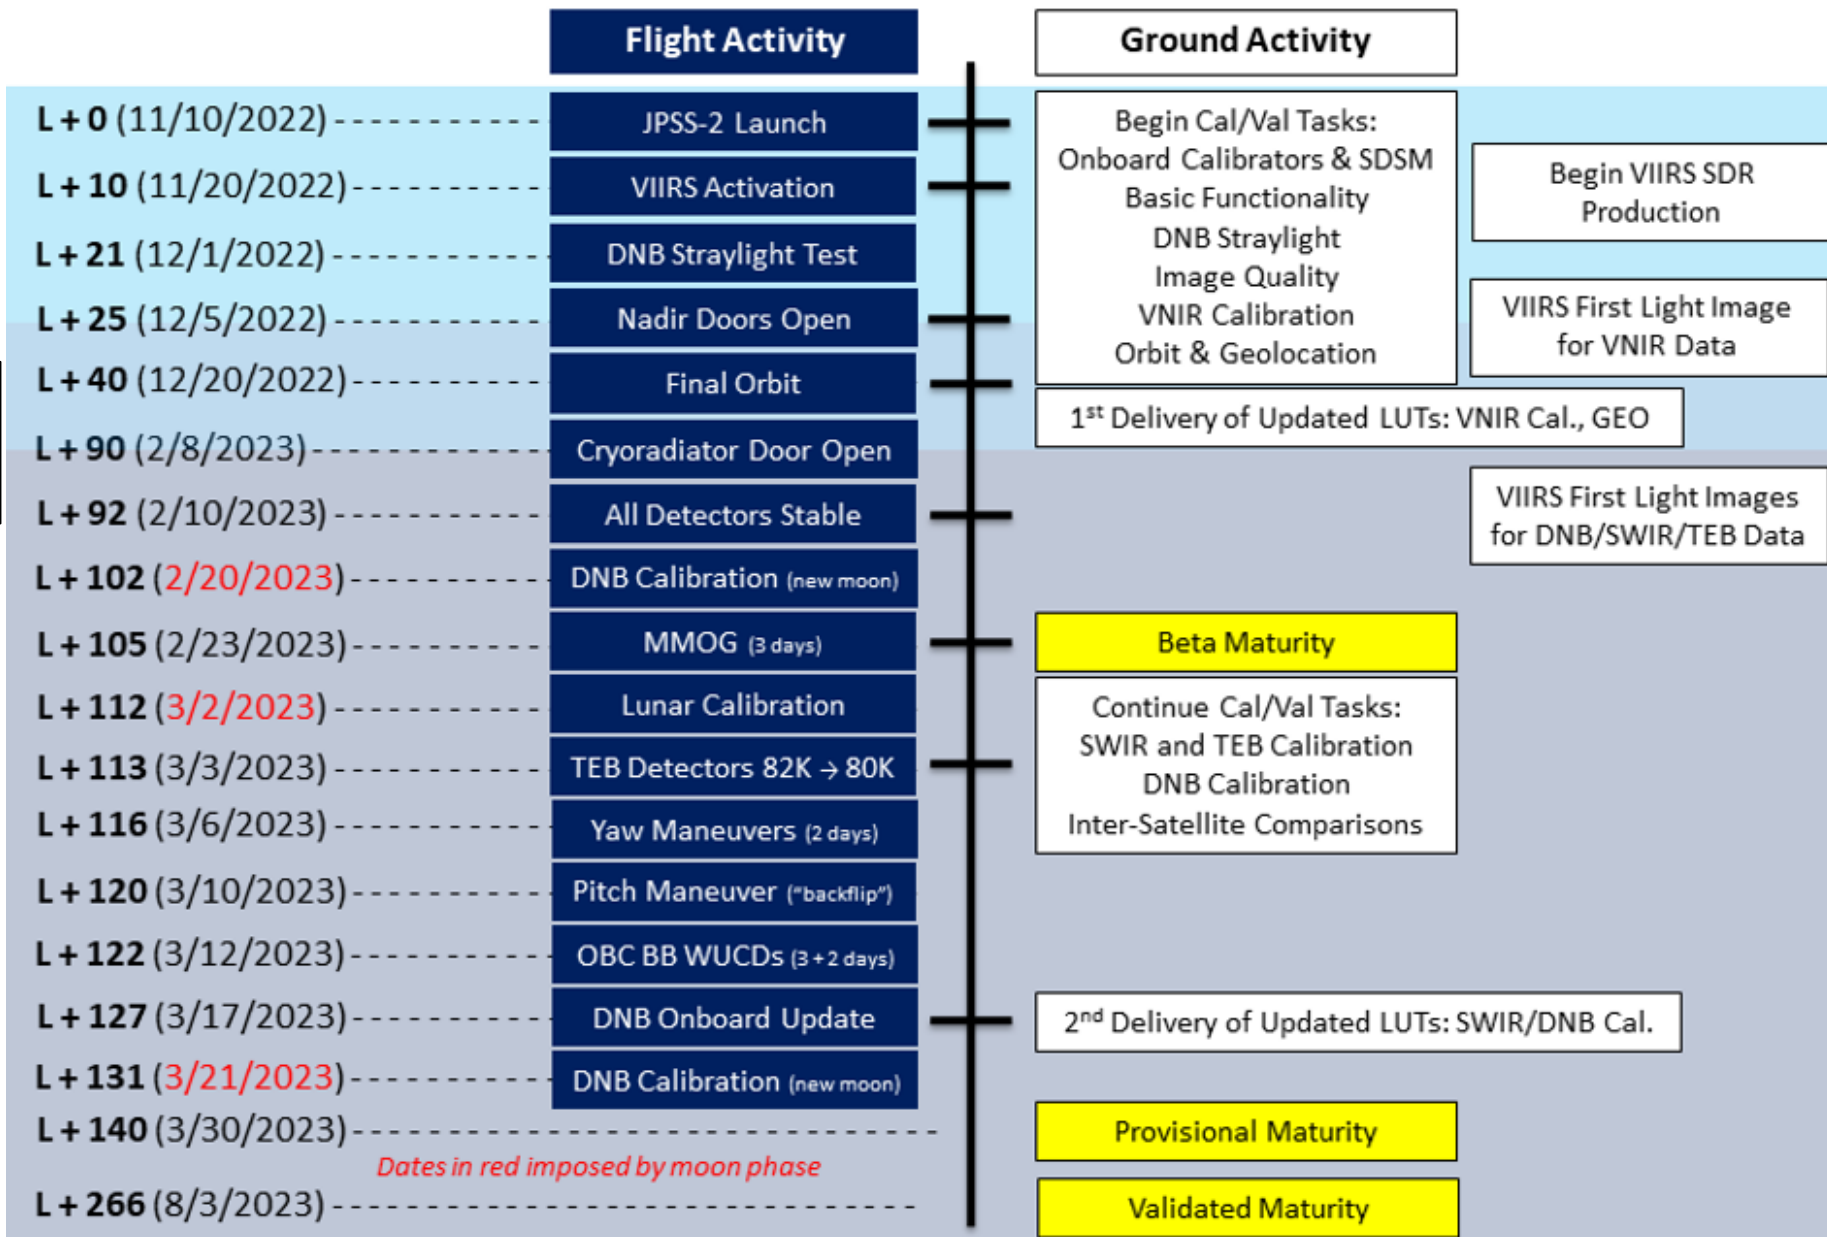 Flight Activity
Ground Activity
L + 0 (11/10/2022)
JPSS-2 Launch
L + 10 (11/20/2022)
VIIRS Activation
L + 21 (12/1/2022)
DNB Straylight Test
L + 25 (12/5/2022)
Nadir Doors Open
L + 40 (12/20/2022)
Final Orbit
L + 90 (2/8/2023)
Cryoradiator Door Open
L + 92 (2/10/2023)
All Detectors Stable
L + 102 (2/20/2023)
DNB Calibration (new moon)
L + 105 (2/23/2023)
MMOG (3 days)
L + 112 (3/2/2023)
Lunar Calibration
L + 113 (3/3/2023)
TEB Detectors 82K → 80K
L + 116 (3/6/2023)
Yaw Maneuvers (2 days)
L + 120 (3/10/2023)
Pitch Maneuver ("backflip")
L + 122 (3/12/2023)
OBC BB WUCDs (3 + 2 days)
L + 127 (3/17/2023)
DNB Onboard Update
L + 131 (3/21/2023)
DNB Calibration (new moon)
L + 140 (3/30/2023)
Dates in red imposed by moon phase
L + 266 (8/3/2023)
Begin Cal/Val Tasks:
Onboard Calibrators & SDSM
Basic Functionality
DNB Straylight
Image Quality
VNIR Calibration
Orbit & Geolocation
Begin VIIRS SDR
Production
VIIRS First Light Image
for VNIR Data
1st Delivery of Updated LUTs: VNIR Cal., GEO
VIIRS First Light Images
for DNB/SWIR/TEB Data
Beta Maturity
Continue Cal/Val Tasks:
SWIR and TEB Calibration
DNB Calibration
Inter-Satellite Comparisons
2nd Delivery of Updated LUTs: SWIR/DNB Cal.
Provisional Maturity
Validated Maturity